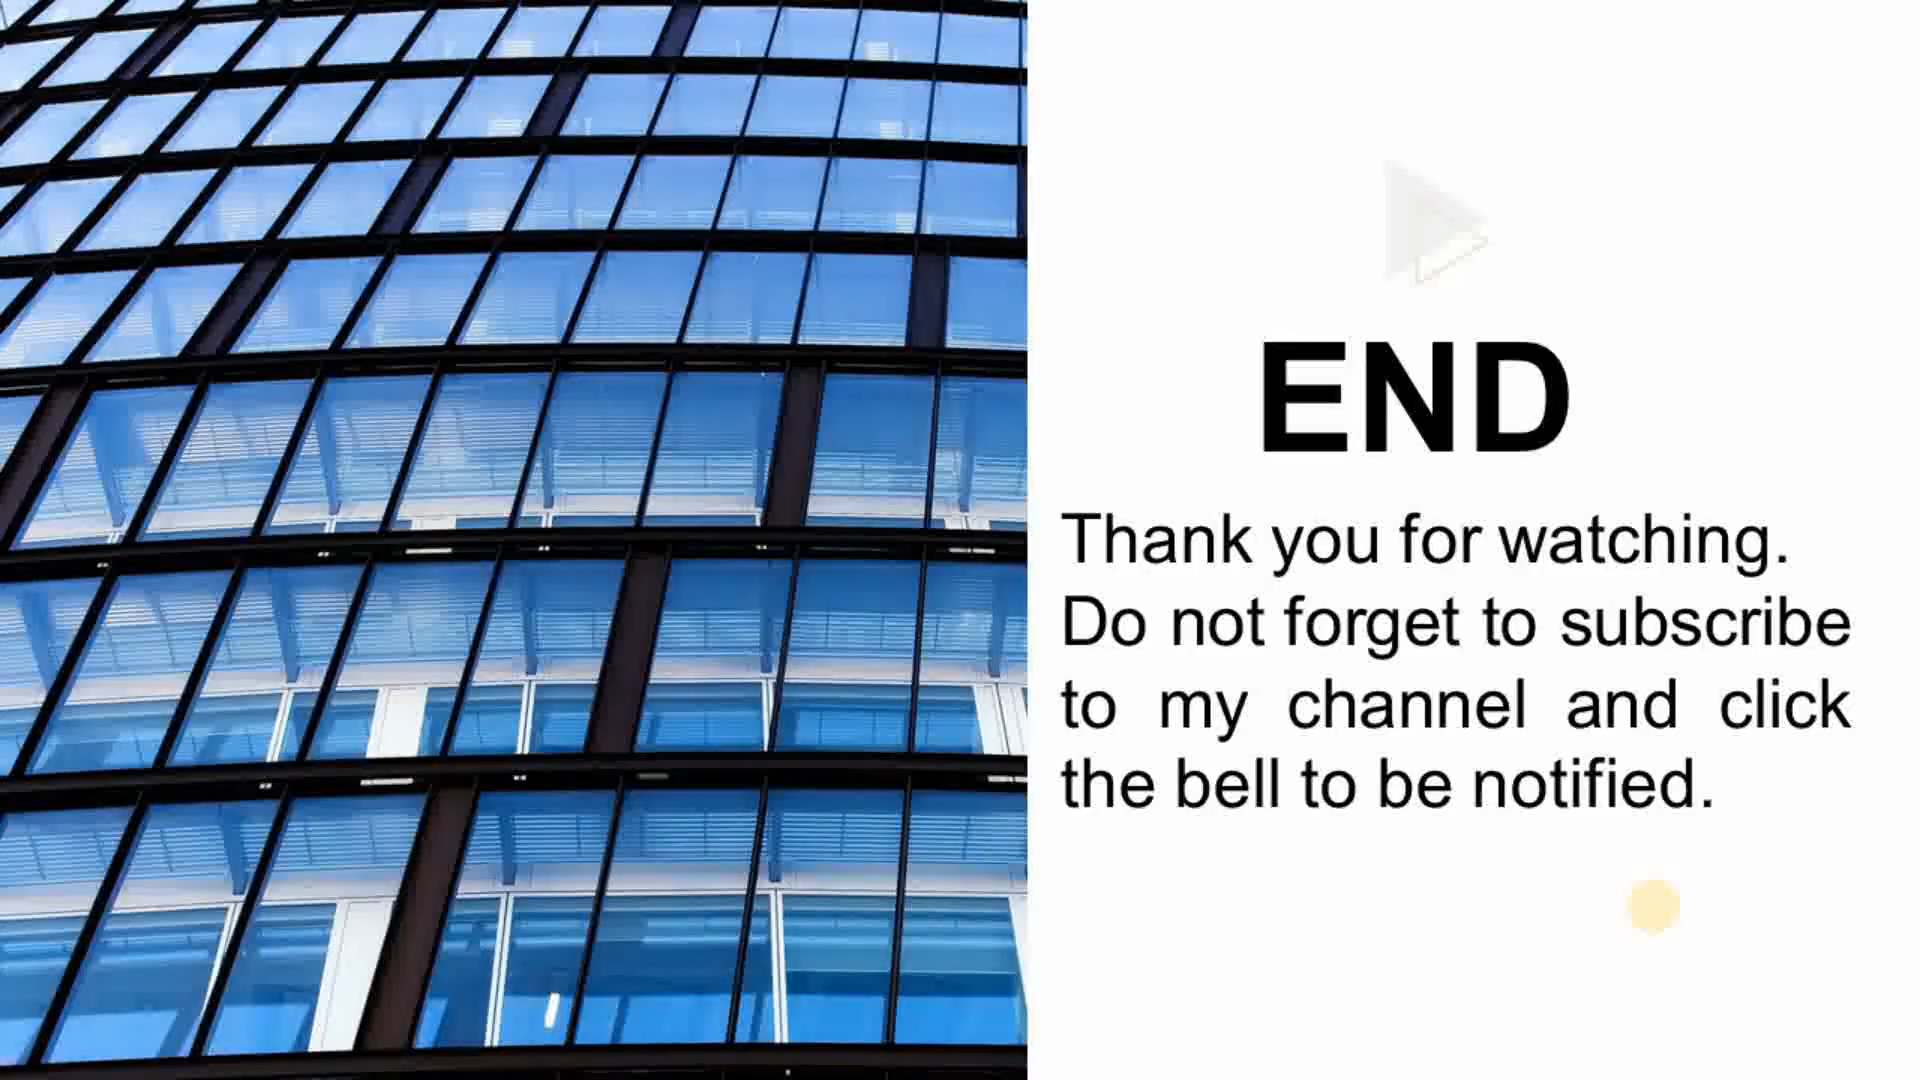 END
Thank you for watching.
Do not forget to subscribe
to my channel and click
the bell to be notified.